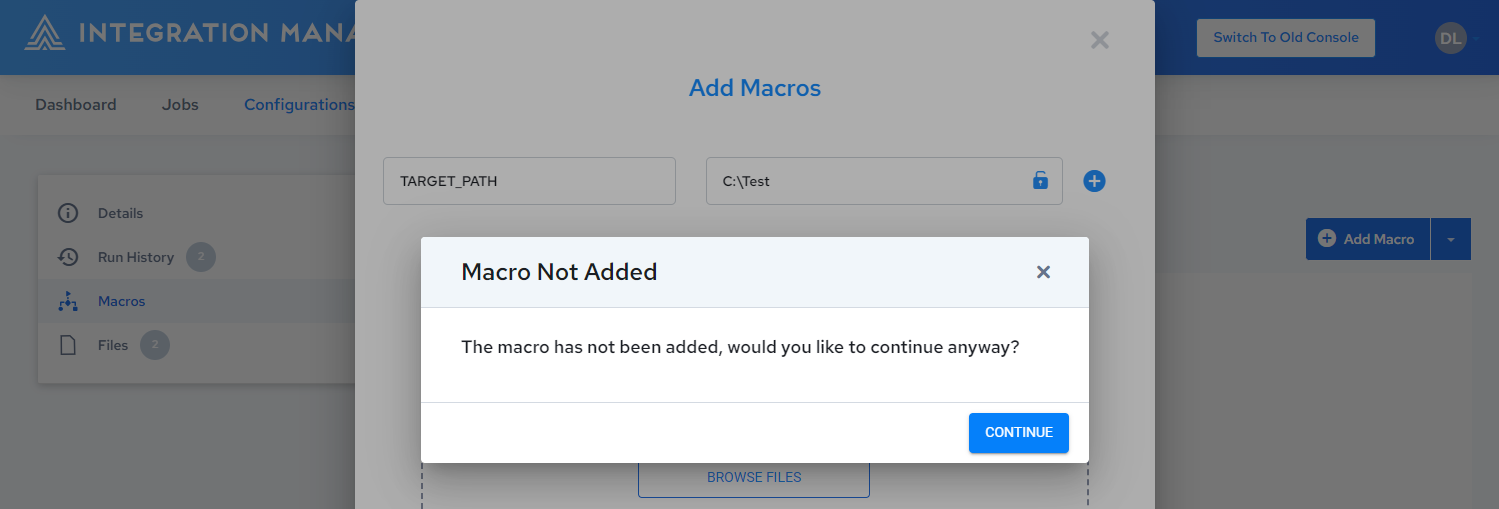 INTEGRATION MANA
Switch To Old Console
DL
Add Macros
Dashboard
Jobs
Configurations
TARGET_PATH
C:\Test
Details
Run History 2
Macros
Files 2
Add Macro
Macro Not Added
The macro has not been added, would you like to continue anyway?
CONTINUE
BROWSE FILES